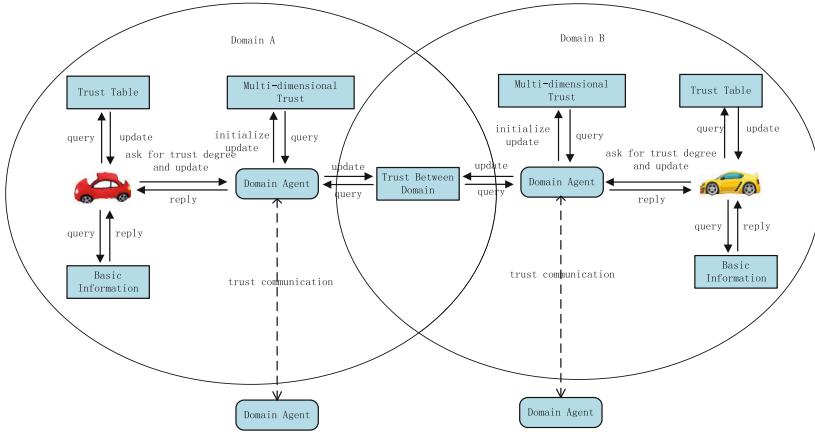 Domain A
Domain B
Trust Table
Multi-dimensional
Trust
query
update
initialize
update
query
ask for trust degree
and update
reply
Domain Agent
update
query
Trust Between
Domain
update
query
query
reply
Basic
Information
trust communication
Domain Agent
Multi-dimensional
Trust
Trust Table
initialize
update
query
query
update
ask for trust degree
and update
reply
Domain Agent
query
reply
Basic
Information
trust communication
Domain Agent